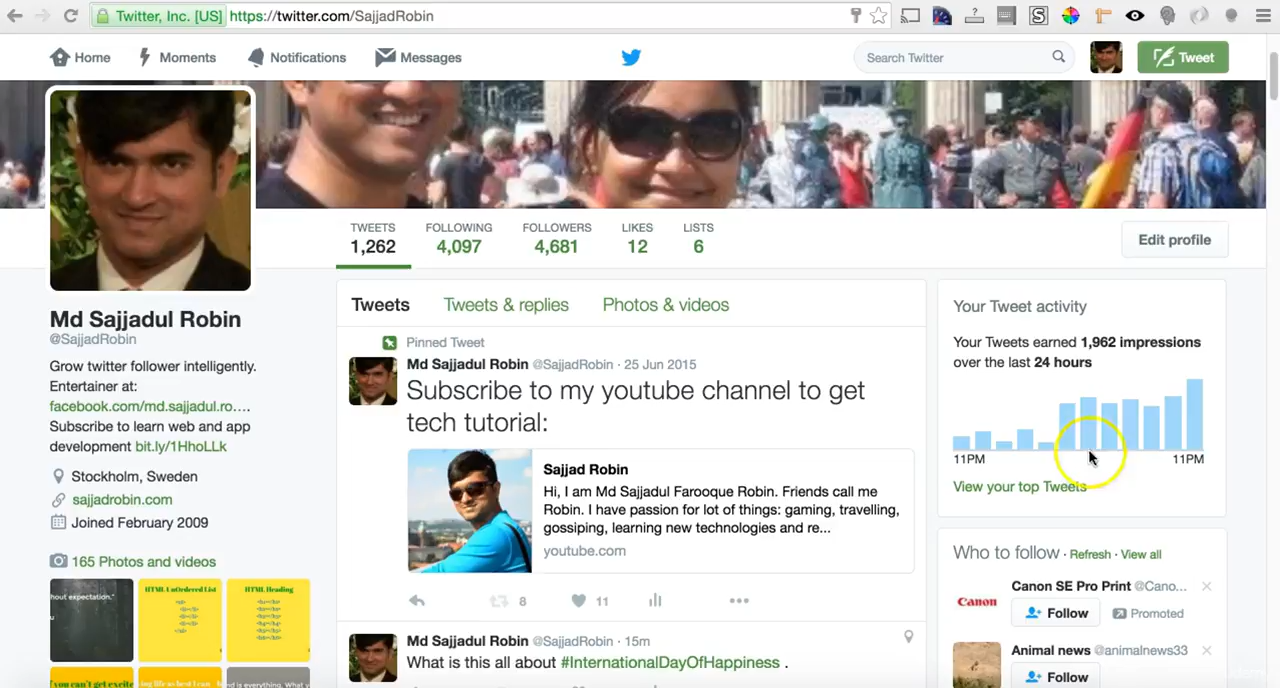 Twitter, Inc. [US] https://twitter.com/SajjadRobin
Home Moments Notifications Messages Search Twitter Tweet
TWEETS FOLLOWING FOLLOWERS LIKES LISTS
1,262 4,097 4,681 12 6
Edit profile
Md Sajjadul Robin
@SajjadRobin
Grow twitter follower intelligently.
Entertainer at:
facebook.com/md.sajjadul.ro….
Subscribe to learn web and app
development bit.ly/1HhoLLk
Stockholm, Sweden
sajjadrobin.com
Joined February 2009
165 Photos and videos
hout expectation."
HTML UnOrdered List
HTML Heading
Tweets Tweets & replies Photos & videos
Pinned Tweet
Md Sajjadul Robin @SajjadRobin · 25 Jun 2015
Subscribe to my youtube channel to get
tech tutorial:
Sajjad Robin
Hi, I am Md Sajjadul Farooque Robin. Friends call me
Robin. I have passion for lot of things: gaming, travelling,
gossiping, learning new technologies and re...
youtube.com
8 11
Md Sajjadul Robin @SajjadRobin · 15m
What is this all about #InternationalDayOfHappiness .
Your Tweet activity
Your Tweets earned 1,962 impressions
over the last 24 hours
11PM 11PM
View your top Tweets
Who to follow · Refresh · View all
Canon
Canon SE Pro Print @Cano...
Follow Promoted
Animal news @animalnews33
Follow